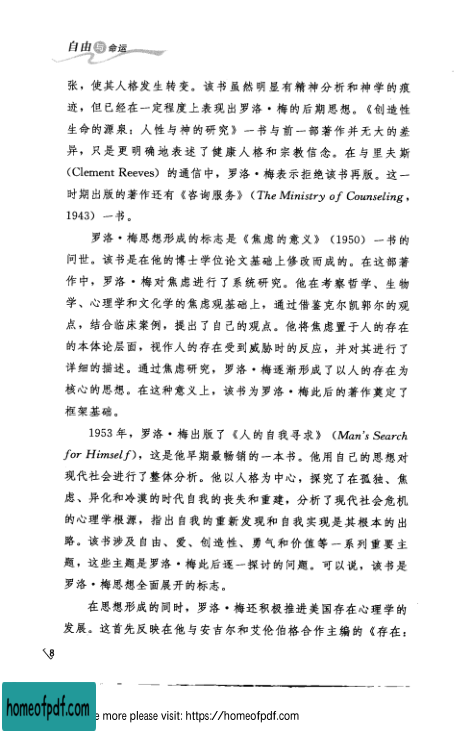 自由与命运
张，使其人格发生转变。该书虽然明显有精神分析和神学的痕
迹，但已经在一定程度上表现出罗洛·梅的后期思想。《创造性
生命的源泉：人性与神的研究》一书与前一部著作并无大的差
异，只是更明确地表述了健康人格和宗教信念。在与里夫斯
(Clement Reeves) 的通信中，罗洛·梅表示拒绝该书再版。这一
时期出版的著作还有《咨询服务》(The Ministry of Counseling,
1943) 一书。
罗洛·梅思想形成的标志是《焦虑的意义》(1950) 一书的
问世。该书是在他的博士学位论文基础上修改而成的。在这部著
作中，罗洛·梅对焦虑进行了系统研究。他在考察哲学、生物
学、心理学和文化学的焦虑观基础上，通过借鉴克尔凯郭尔的观
点，结合临床案例，提出了自己的观点。他将焦虑置于人的存在
的本体论层面，视作人的存在受到威胁时的反应，并对其进行了
详细的描述。通过焦虑研究，罗洛·梅逐渐形成了以人的存在为
核心的思想。在这种意义上，该书为罗洛·梅此后的著作奠定了
框架基础。
1953 年，罗洛·梅出版了《人的自我寻求》(Man's Search
for Himself)，这是他早期最畅销的一本书。他用自己的思想对
现代社会进行了整体分析。他以人格为中心，探究了在孤独、焦
虑、异化和冷漠的时代自我的丧失和重建，分析了现代社会危机
的心理学根源，指出自我的重新发现和自我实现是其根本的出
路。该书涉及自由、爱、创造性、勇气和价值等一系列重要主
题，这些主题是罗洛·梅此后逐一探讨的问题。可以说，该书是
罗洛·梅思想全面展开的标志。
在思想形成的同时，罗洛·梅还积极推进美国存在心理学的
发展。这首先反映在他与安吉尔和艾伦伯格合作主编的《存在：
8
homeofpdf.com
e more please visit: https://homeofpdf.com